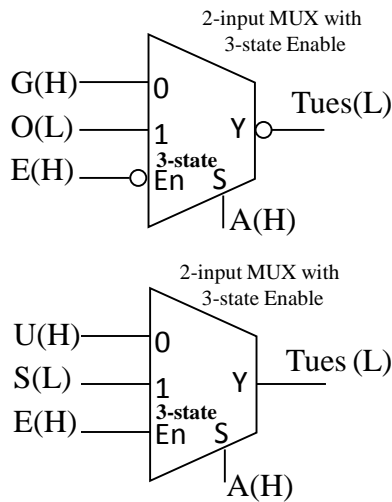 2-input MUX with
3-state Enable
G(H)
0
Tues(L)
O(L)
1
Y
3-state
E(H)
En S
A(H)
2-input MUX with
3-state Enable
U(H)
0
Tues (L)
S(L)
1
Y
3-state
E(H)
En S
A(H)